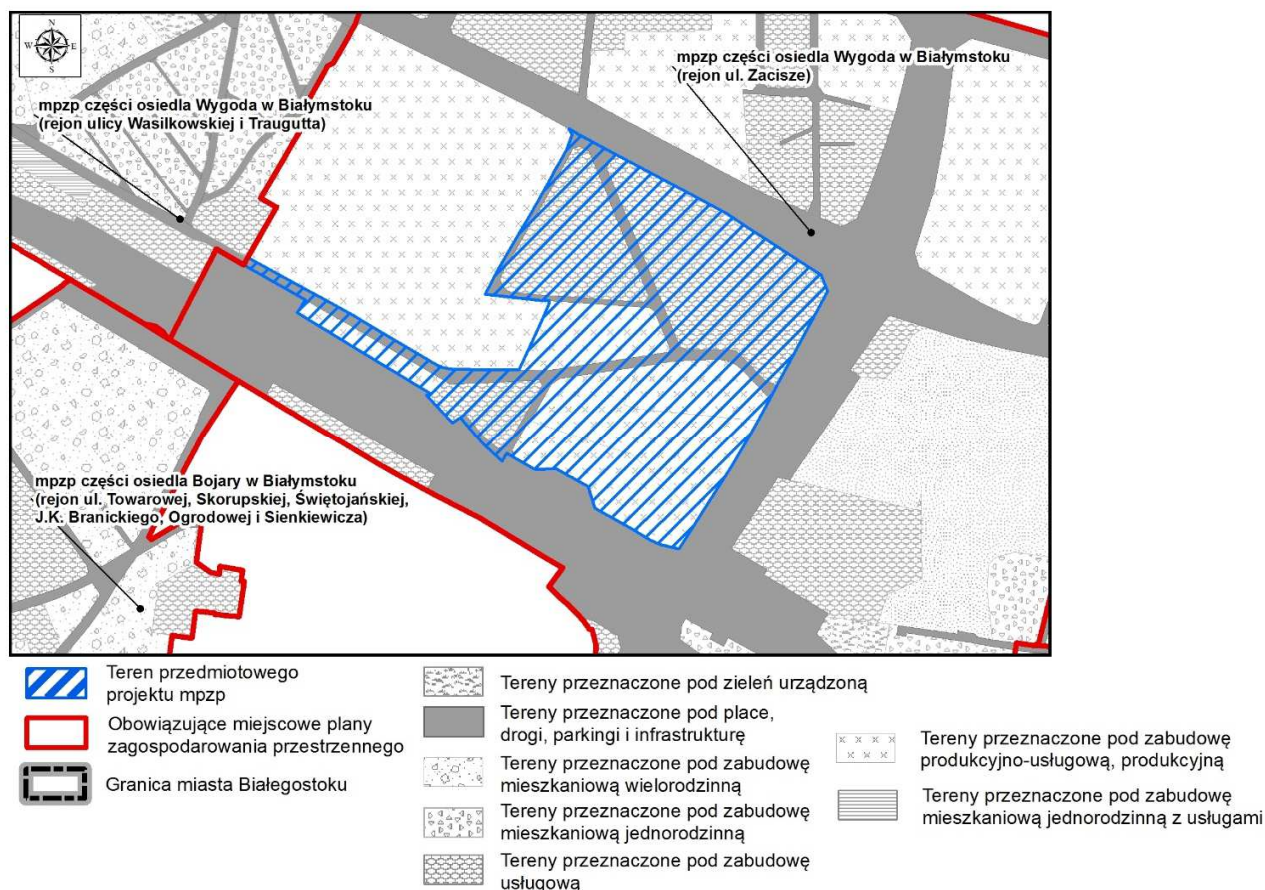 N
W E
S
mpzp części osiedla Wygoda w Białymstoku
(rejon ulicy Wasilkowskiej i Traugutta)
mpzp części osiedla Wygoda w Białymstoku
(rejon ul. Zacisze)
mpzp części osiedla Bojary w Białymstoku
(rejon ul. Towarowej, Skorupskiej, Świętojańskiej,
J.K. Branickiego, Ogrodowej i Sienkiewicza)
Teren przedmiotowego
projektu mpzp
Obowiązujące miejscowe plany
zagospodarowania przestrzennego
Granica miasta Białegostoku
Tereny przeznaczone pod zieleń urządzoną
Tereny przeznaczone pod place,
drogi, parkingi i infrastrukturę
Tereny przeznaczone pod zabudowę
mieszkaniową wielorodzinną
Tereny przeznaczone pod zabudowę
mieszkaniową jednorodzinną
Tereny przeznaczone pod zabudowę
usługową
Tereny przeznaczone pod zabudowę
produkcyjno-usługową, produkcyjną
Tereny przeznaczone pod zabudowę
mieszkaniową jednorodzinną z usługami